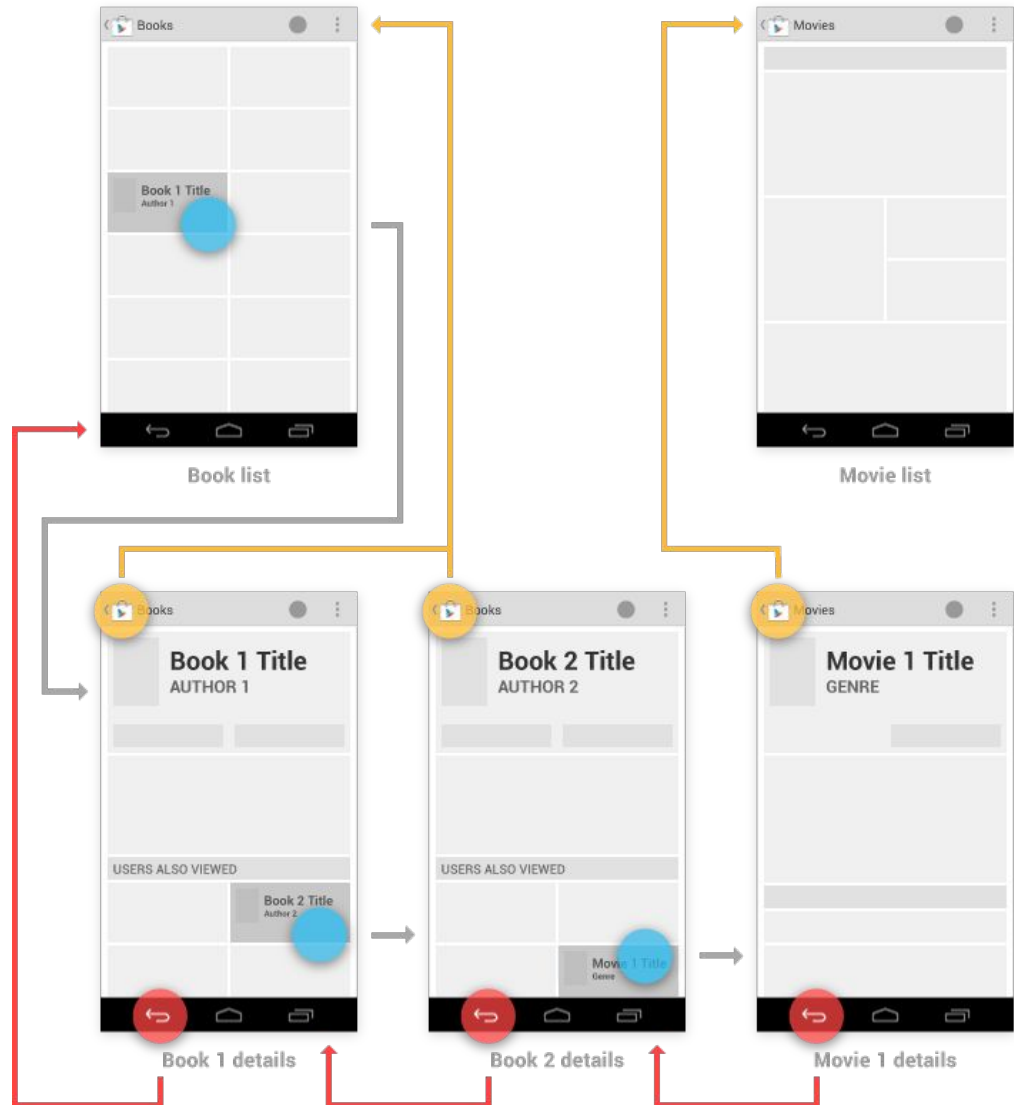 Books
Movies
Book 1 Title
Author 1
Book list
Movie list
Books
Books
Movies
Book 1 Title
AUTHOR 1
Book 2 Title
AUTHOR 2
Movie 1 Title
GENRE
USERS ALSO VIEWED
USERS ALSO VIEWED
Book 2 Title
Author 2
Movie 1 Title
Genre
Book 1 details
Book 2 details
Movie 1 details